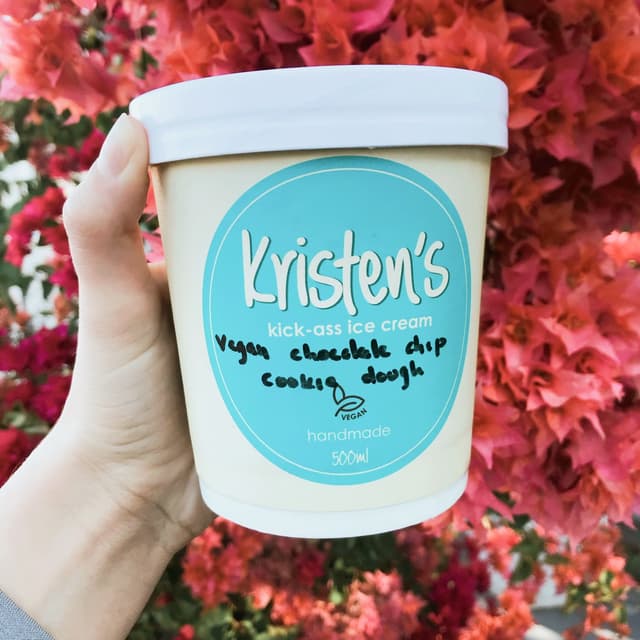 Kristen's
kick-ass ice cream
vegan chocolate chip
cookie dough
VEGAN
handmade
500ml